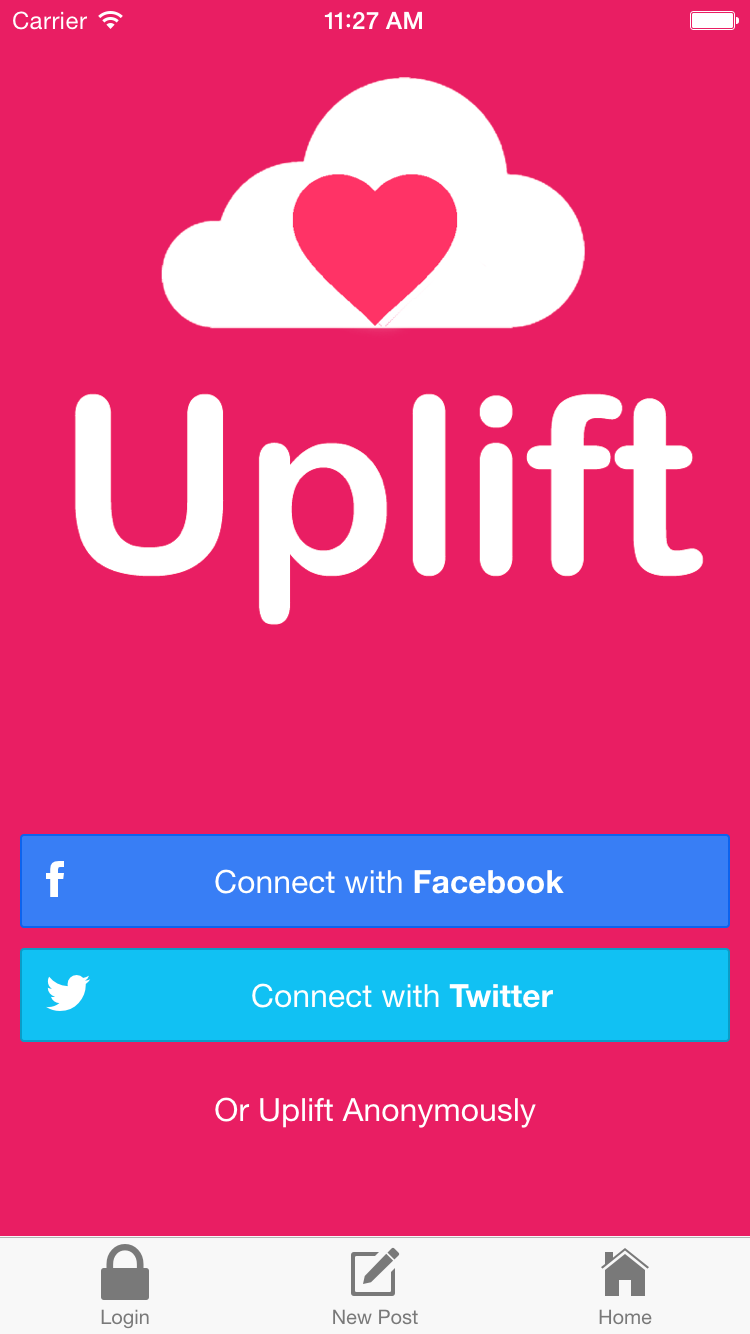 Carrier 11:27 AM
Uplift
f Connect with Facebook
Connect with Twitter
Or Uplift Anonymously
Login New Post Home